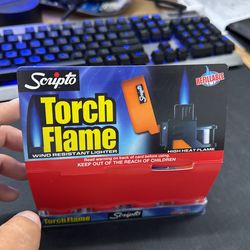 Scripto
REFILLABLE
Torch
Flame
WIND RESISTANT LIGHTER
HIGH HEAT FLAME
Read warning on back of card before using.
KEEP OUT OF THE REACH OF CHILDREN
Torch Flame
Scripto